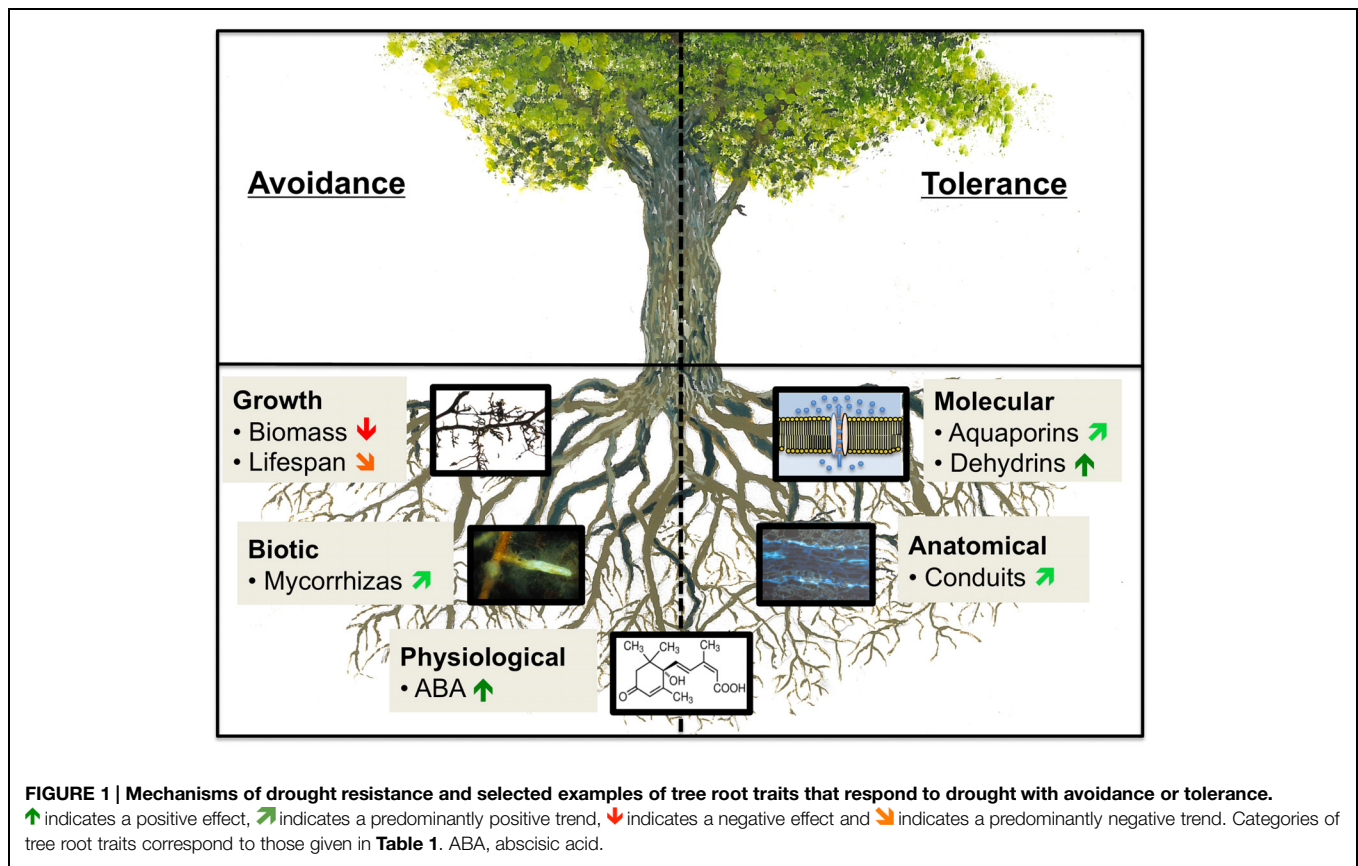 Avoidance
Tolerance
Growth
• Biomass
• Lifespan
Molecular
• Aquaporins
• Dehydrins
Biotic
• Mycorrhizas
Anatomical
• Conduits
Physiological
• ABA
CH₃ CH₃ CH₃
OH
O CH₃ COOH
FIGURE 1 | Mechanisms of drought resistance and selected examples of tree root traits that respond to drought with avoidance or tolerance.
↑ indicates a positive effect, ↗ indicates a predominantly positive trend, ↓ indicates a negative effect and ↘ indicates a predominantly negative trend. Categories of
tree root traits correspond to those given in Table 1. ABA, abscisic acid.